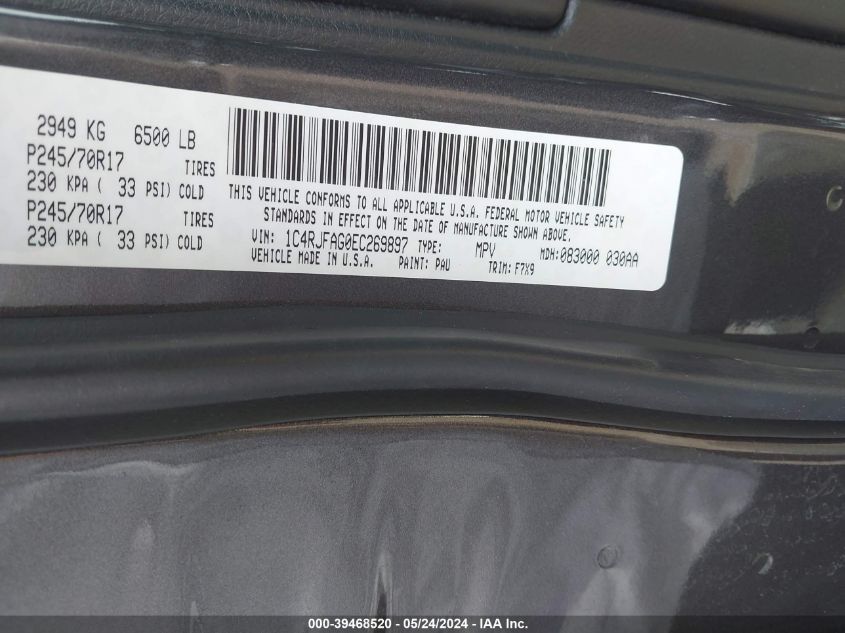 2949 KG 6500 LB
P245/70R17 TIRES
230 KPA ( 33 PSI) COLD
P245/70R17 TIRES
230 KPA ( 33 PSI) COLD
THIS VEHICLE CONFORMS TO ALL APPLICABLE U.S.A. FEDERAL MOTOR VEHICLE SAFETY
STANDARDS IN EFFECT ON THE DATE OF MANUFACTURE SHOWN ABOVE.
VIN: 1C4RJFAG0EC269897 TYPE: MPV MDH:083000 030AA
VEHICLE MADE IN U.S.A. PAINT: PAU TRIM: F7X9
000-39468520 / 05/24/2024 - IAA Inc.